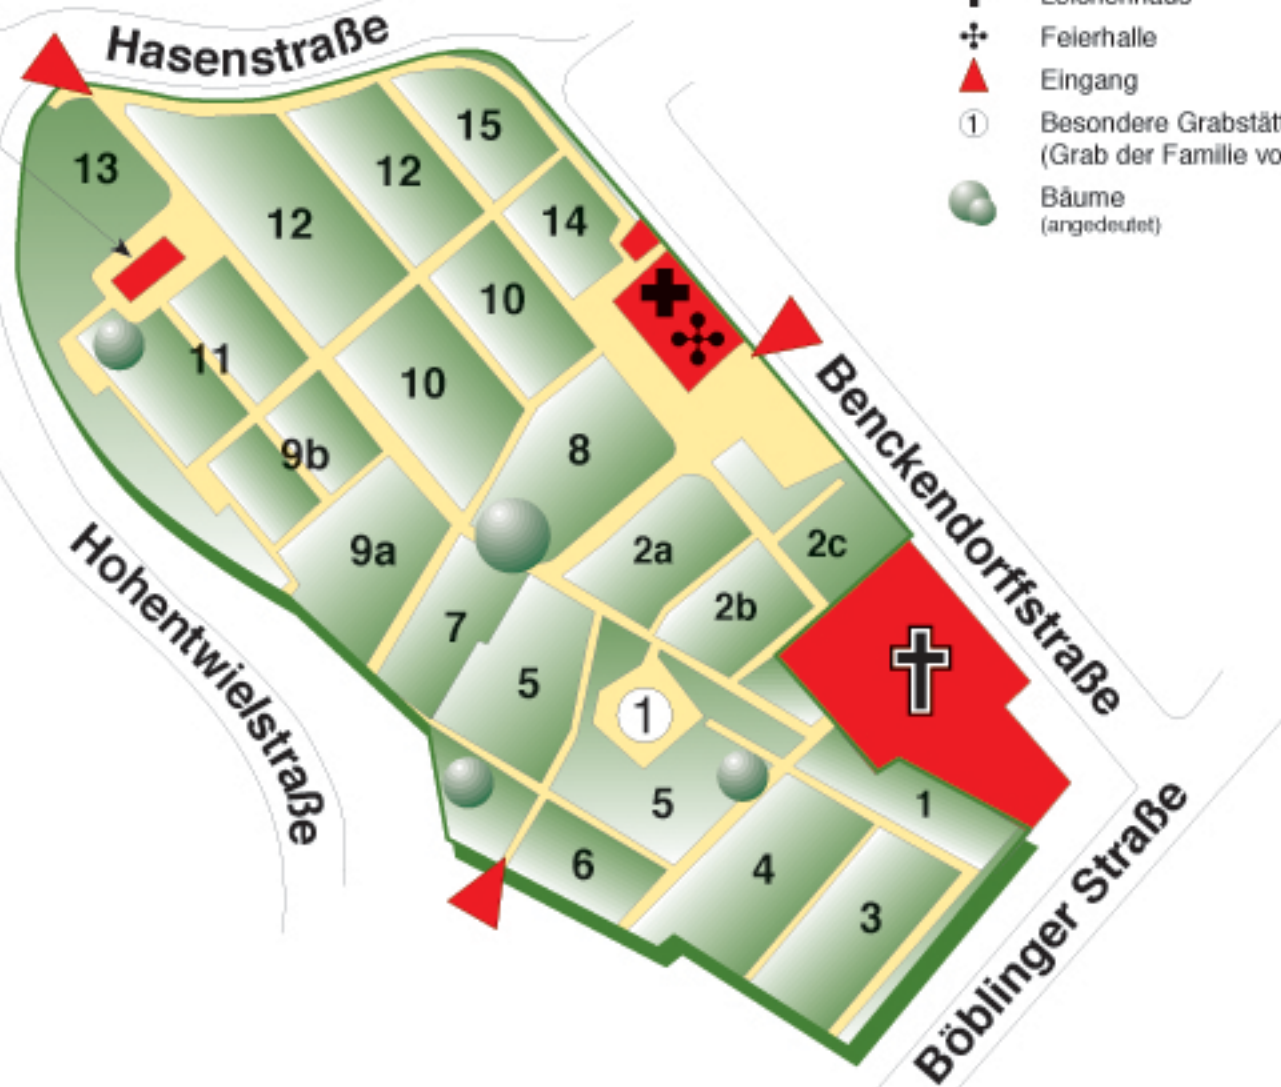 Hasenstraße
Feierhalle
Eingang
1 Besondere Grabstät
(Grab der Familie vo
Bäume
(angedeutet)
15
13
12
12
14
10
11
10
9b
8
Benckendorffstraße
9a
2a
2c
2b
Hohentwielstraße
7
5
1
5
1
6
4
3
Böblinger Straße